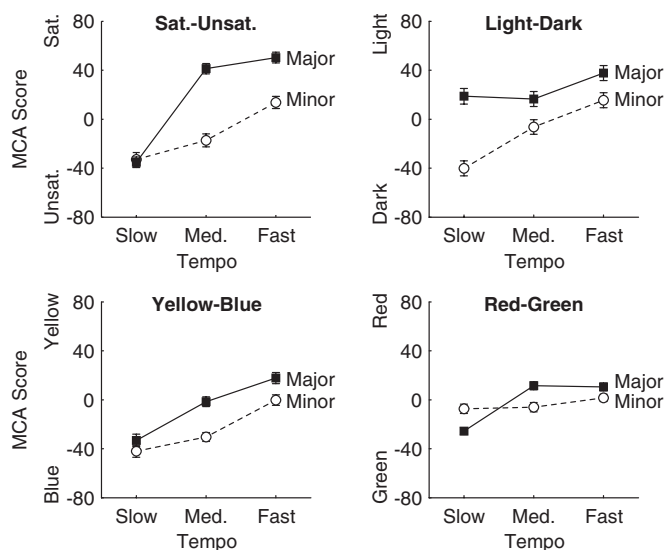 Sat.-Unsat.
MCA Score
Unsat.
Sat.
80
40
0
-40
-80
Major
Minor
Slow Med. Fast
Tempo
Light-Dark
Dark
Light
80
40
0
-40
-80
Major
Minor
Slow Med. Fast
Tempo
Yellow-Blue
MCA Score
Blue
Yellow
80
40
0
-40
-80
Major
Minor
Slow Med. Fast
Tempo
Red-Green
Green
Red
80
40
0
-40
-80
Major
Minor
Slow Med. Fast
Tempo